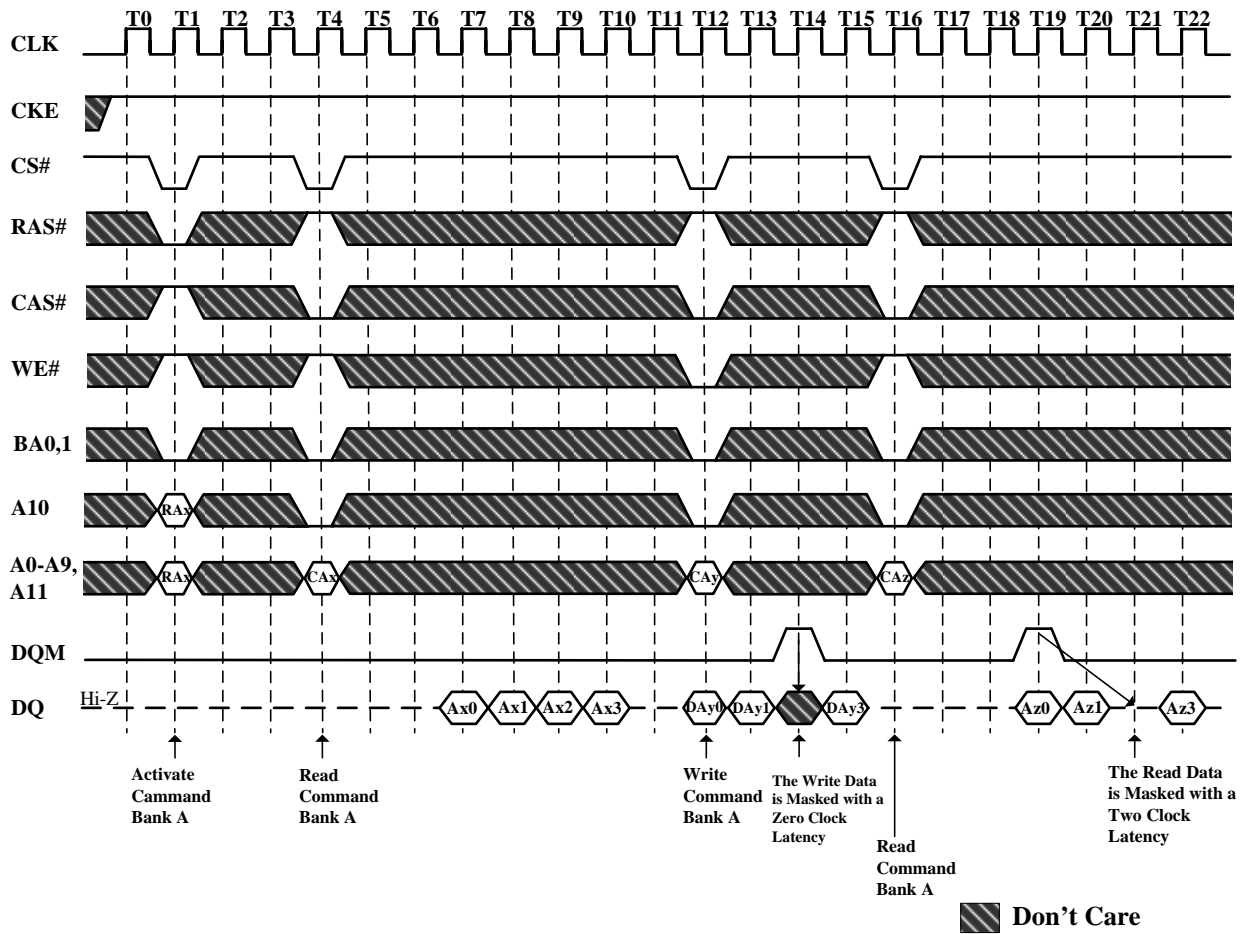 T0 T1 T2 T3 T4 T5 T6 T7 T8 T9 T10 T11 T12 T13 T14 T15 T16 T17 T18 T19 T20 T21 T22
CLK
CKE
CS#
RAS#
CAS#
WE#
BA0,1
A10
RAx
A0-A9,
A11
RAx CAx CAy CAz
DQM
DQ
Hi-Z
Ax0 Ax1 Ax2 Ax3 DAy0 DAy1 DAy3 Az0 Az1 Az3
Activate
Cammand
Bank A
Read
Command
Bank A
Write
Command
Bank A
The Write Data
is Masked with a
Zero Clock
Latency
Read
Command
Bank A
The Read Data
is Masked with a
Two Clock
Latency
Don't Care